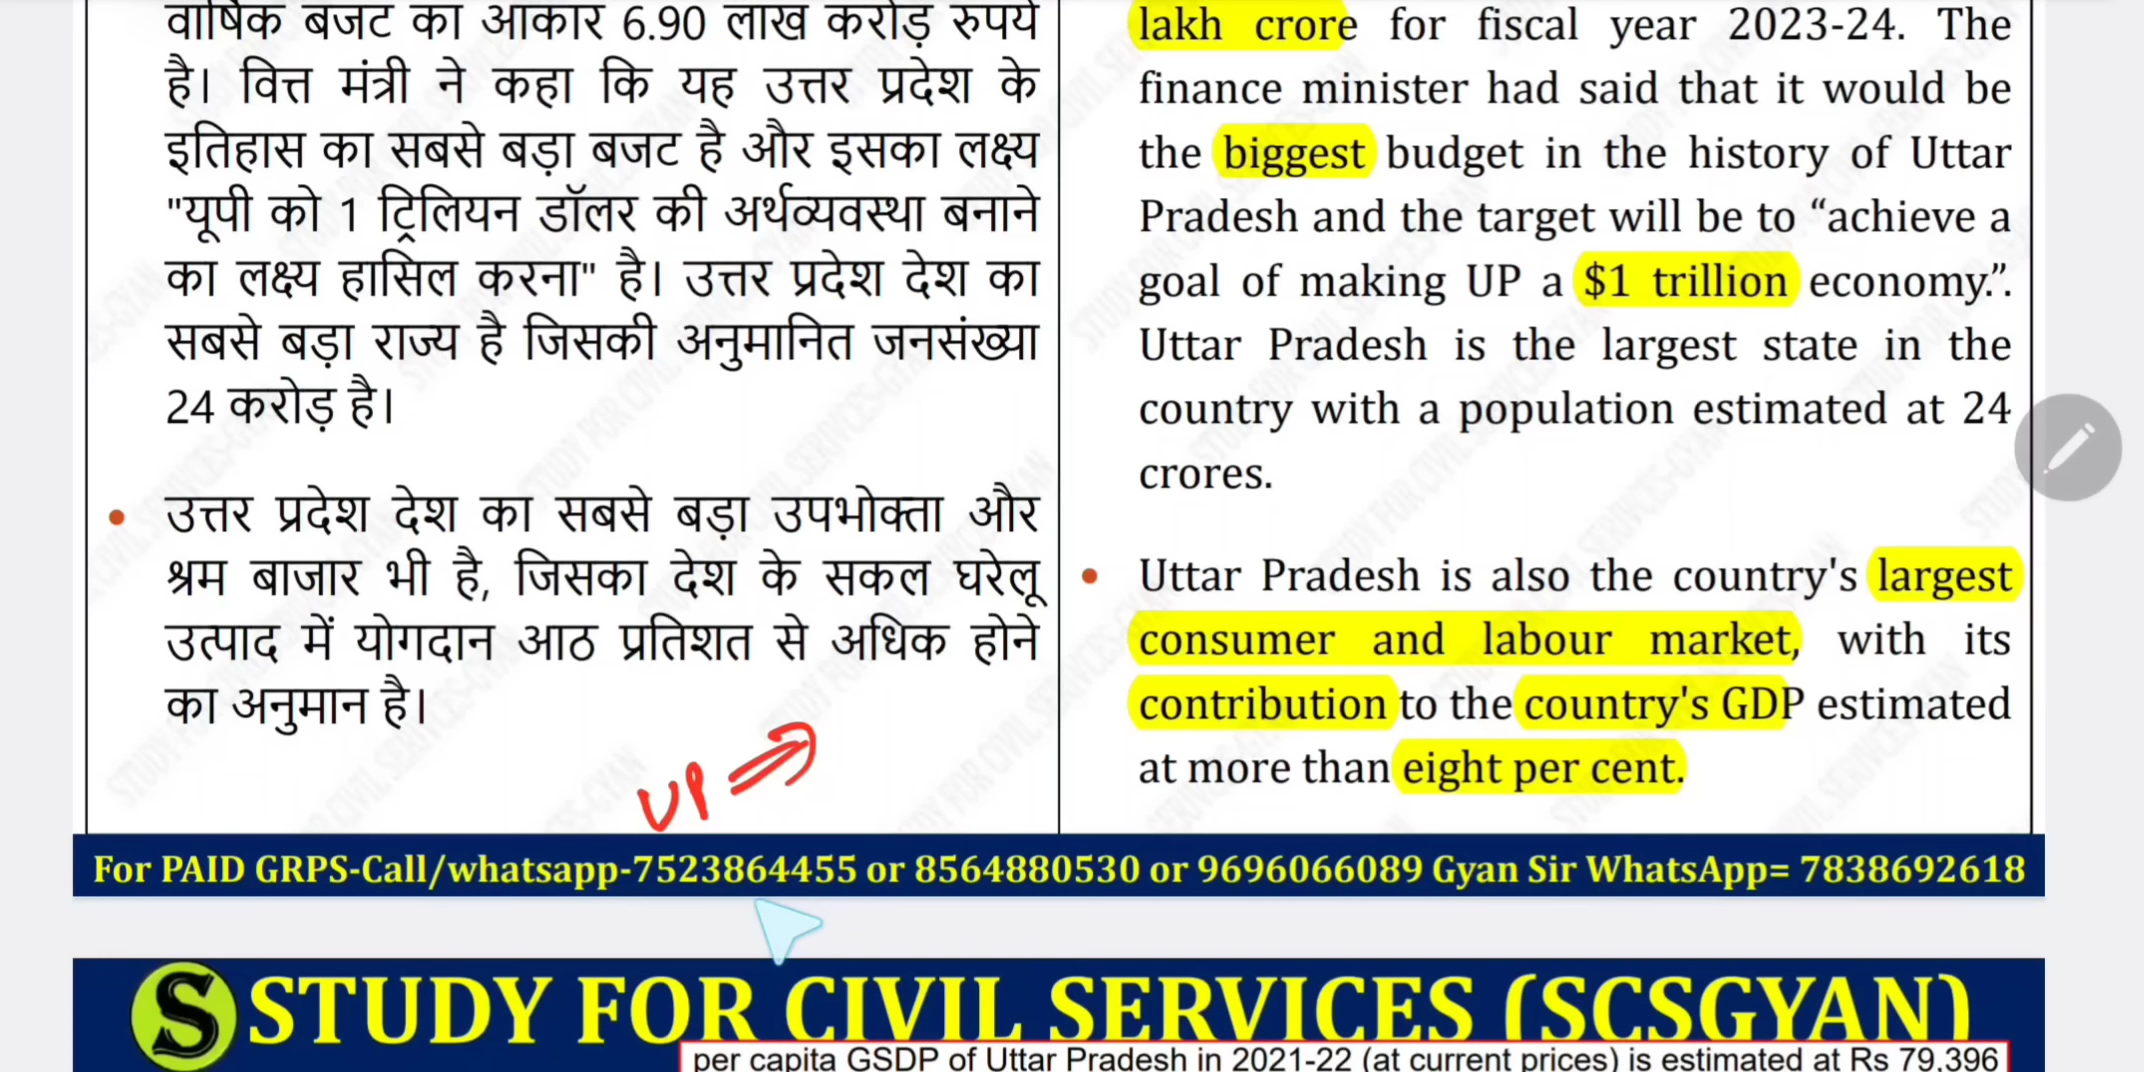 वार्षिक बजट का आकार 6.90 लाख करोड़ रुपये
है। वित्त मंत्री ने कहा कि यह उत्तर प्रदेश के
इतिहास का सबसे बड़ा बजट है और इसका लक्ष्य
"यूपी को 1 ट्रिलियन डॉलर की अर्थव्यवस्था बनाने
का लक्ष्य हासिल करना" है। उत्तर प्रदेश देश का
सबसे बड़ा राज्य है जिसकी अनुमानित जनसंख्या
24 करोड़ है।
• उत्तर प्रदेश देश का सबसे बड़ा उपभोक्ता और
श्रम बाजार भी है, जिसका देश के सकल घरेलू
उत्पाद में योगदान आठ प्रतिशत से अधिक होने
का अनुमान है।
UP ⇒
lakh crore for fiscal year 2023-24. The
finance minister had said that it would be
the biggest budget in the history of Uttar
Pradesh and the target will be to “achieve a
goal of making UP a $1 trillion economy.”.
Uttar Pradesh is the largest state in the
country with a population estimated at 24
crores.
• Uttar Pradesh is also the country's largest
consumer and labour market, with its
contribution to the country's GDP estimated
at more than eight per cent.
For PAID GRPS-Call/whatsapp-7523864455 or 8564880530 or 9696066089 Gyan Sir WhatsApp= 7838692618
S STUDY FOR CIVIL SERVICES (SCSGYAN)
per capita GSDP of Uttar Pradesh in 2021-22 (at current prices) is estimated at Rs 79,396